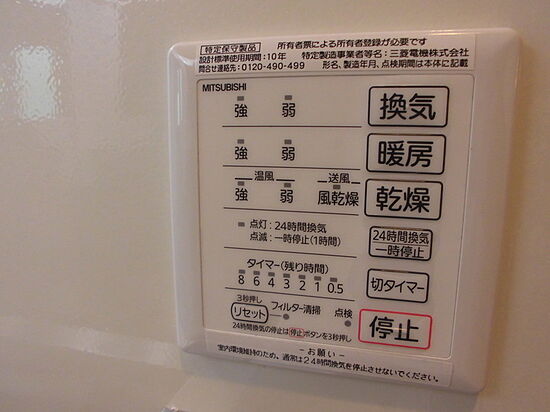 特定保守製品 所有者票による所有者登録が必要です
設計標準使用期間:10年 特定製造事業者等名:三菱電機株式会社
問合せ連絡先:0120-490-499 形名、製造年月、点検期間は本体に記載
MITSUBISHI
強 弱 換気
強 弱 暖房
温風 送風
強 弱 風乾燥 乾燥
点灯:24時間換気
点滅:一時停止(1時間)
24時間換気
一時停止
タイマー(残り時間)
8 6 4 3 2 1 0.5
切タイマー
3秒押し
リセット フィルター清掃 点検
停止
24時間換気の停止は停止ボタンを3秒押し
-お願い-
室内環境維持のため、通常は24時間換気を停止させないでください。